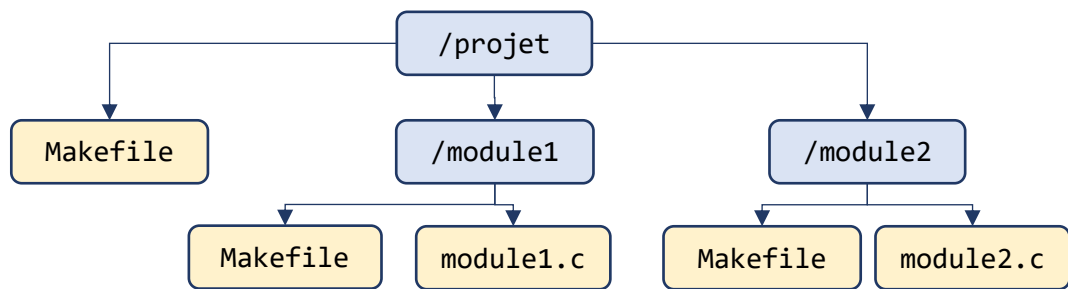 /projet
Makefile
/module1
/module2
Makefile
module1.c
Makefile
module2.c